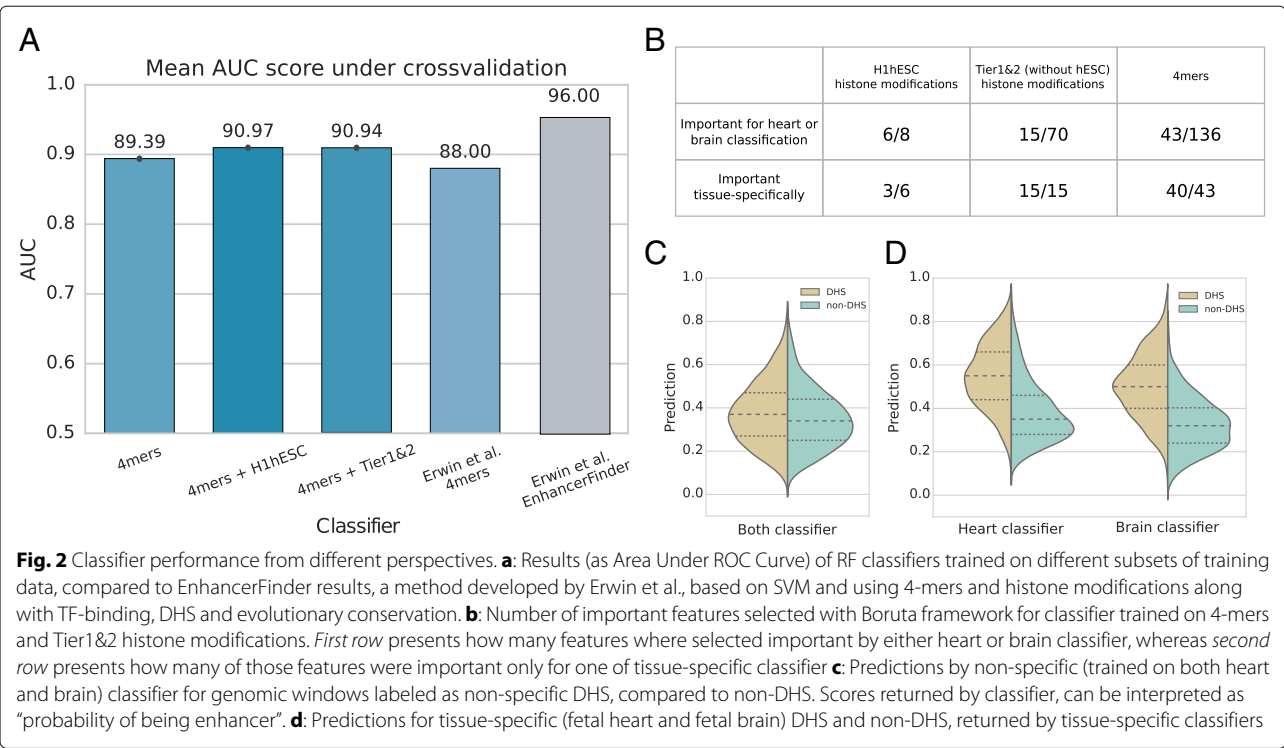 A
Mean AUC score under crossvalidation
1.0
0.9
0.8
0.7
0.6
0.5
AUC
89.39
90.97
90.94
88.00
96.00
4mers
4mers + H1hESC
4mers + Tier1&2
Erwin et al.
4mers
Erwin et al.
EnhancerFinder
Classifier
B
H1hESC
histone modifications
Tier1&2 (without hESC)
histone modifications
4mers
Important for heart or
brain classification
6/8
15/70
43/136
Important
tissue-specifically
3/6
15/15
40/43
C
1.0
0.8
0.6
0.4
0.2
0.0
Prediction
DHS
non-DHS
Both classifier
D
1.0
0.8
0.6
0.4
0.2
0.0
Prediction
DHS
non-DHS
Heart classifier
Brain classifier
Fig. 2 Classifier performance from different perspectives. a: Results (as Area Under ROC Curve) of RF classifiers trained on different subsets of training
data, compared to EnhancerFinder results, a method developed by Erwin et al., based on SVM and using 4-mers and histone modifications along
with TF-binding, DHS and evolutionary conservation. b: Number of important features selected with Boruta framework for classifier trained on 4-mers
and Tier1&2 histone modifications. First row presents how many features where selected important by either heart or brain classifier, whereas second
row presents how many of those features were important only for one of tissue-specific classifier c: Predictions by non-specific (trained on both heart
and brain) classifier for genomic windows labeled as non-specific DHS, compared to non-DHS. Scores returned by classifier, can be interpreted as
“probability of being enhancer”. d: Predictions for tissue-specific (fetal heart and fetal brain) DHS and non-DHS, returned by tissue-specific classifiers